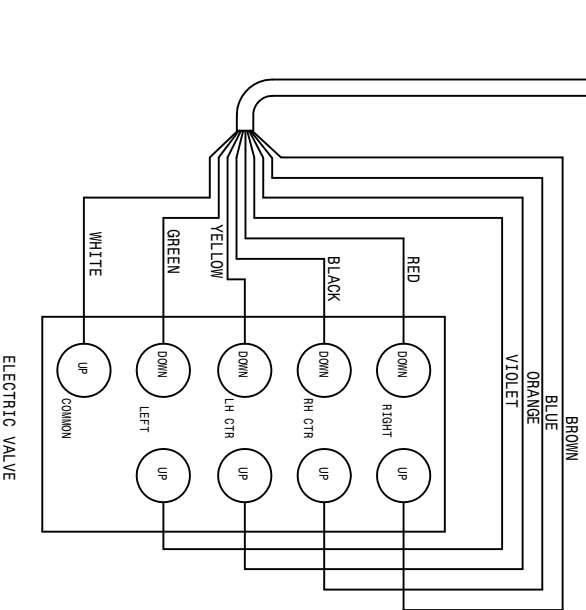 WHITE
GREEN
YELLOW
BLACK
RED
UP
DOWN
DOWN
DOWN
DOWN
COMMON
LEFT
LH CTR
RH CTR
RIGHT
UP
UP
UP
UP
VIOLET
ORANGE
BLUE
BROWN
ELECTRIC VALVE